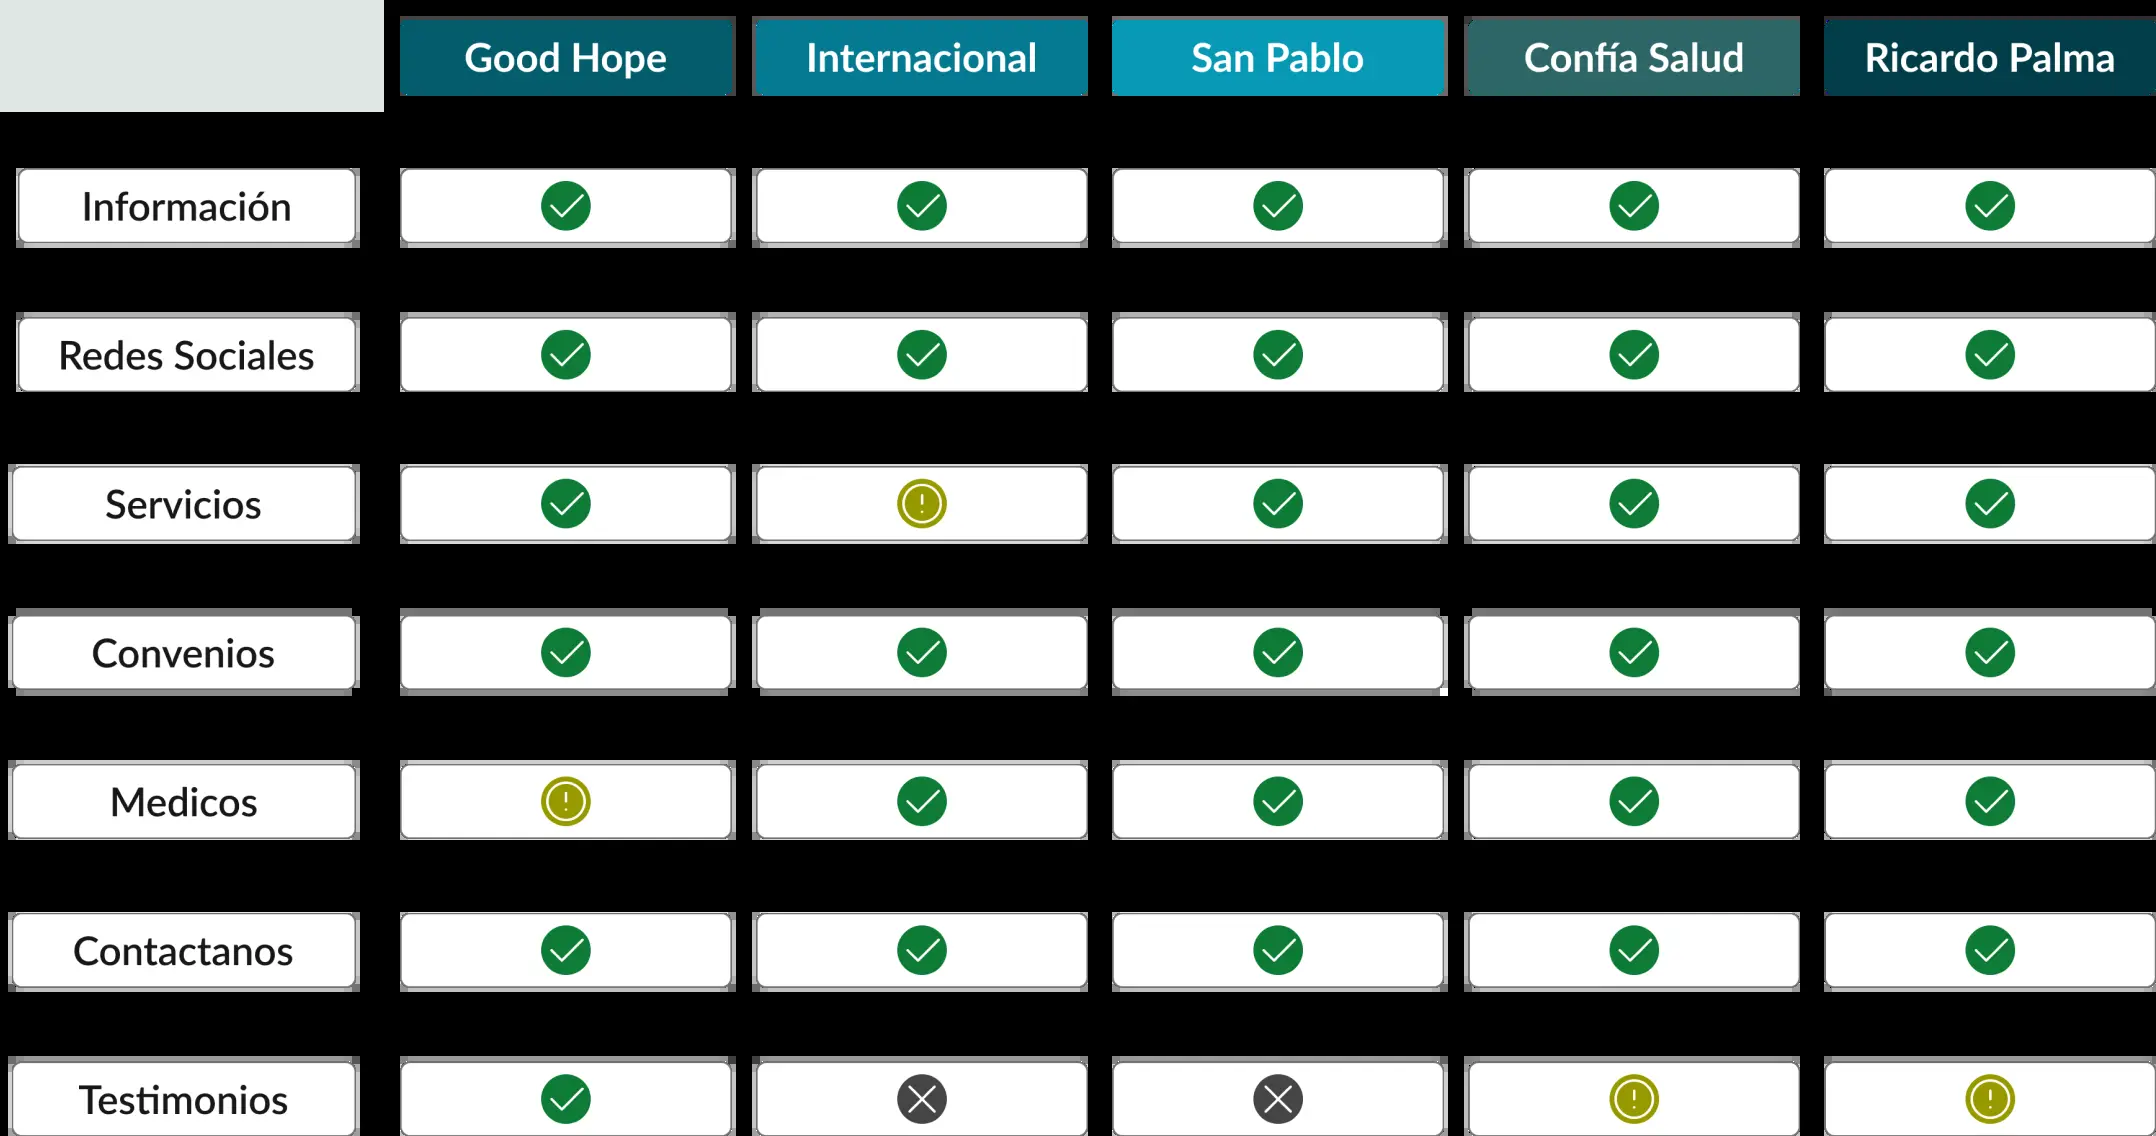 Good Hope Internacional San Pablo Confía Salud Ricardo Palma
Información
Redes Sociales
Servicios
Convenios
Medicos
Contactanos
Testimonios